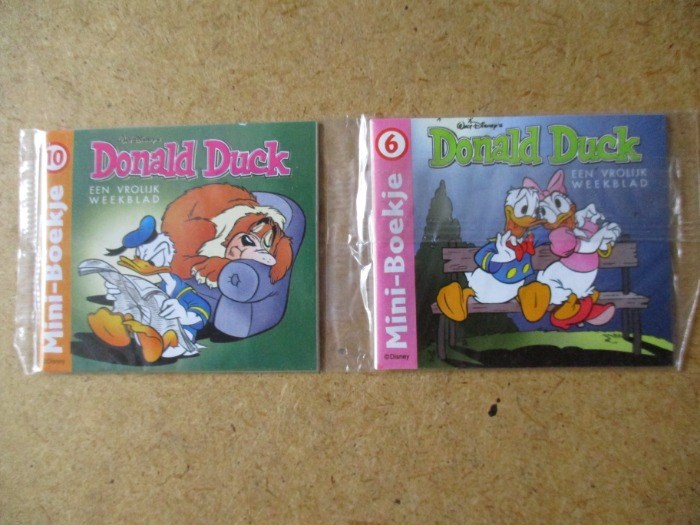 10
Mini-Boekje
Walt Disney's
Donald Duck
EEN VROLIJK
WEEKBLAD
6
Mini-Boekje
©Disney
Walt Disney's
Donald Duck
EEN VROLIJK
WEEKBLAD